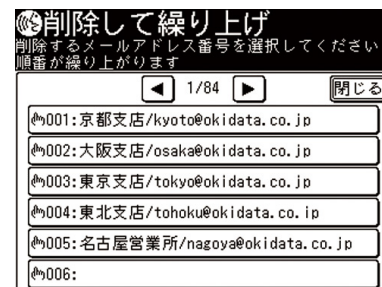 削除して繰り上げ
削除するメールアドレス番号を選択してください
順番が繰り上がります
1/84 閉じる
001:京都支店/kyoto@okidata.co.jp
002:大阪支店/osaka@okidata.co.jp
003:東京支店/tokyo@okidata.co.jp
004:東北支店/tohoku@okidata.co.ip
005:名古屋営業所/nagoya@okidata.co.jp
006: